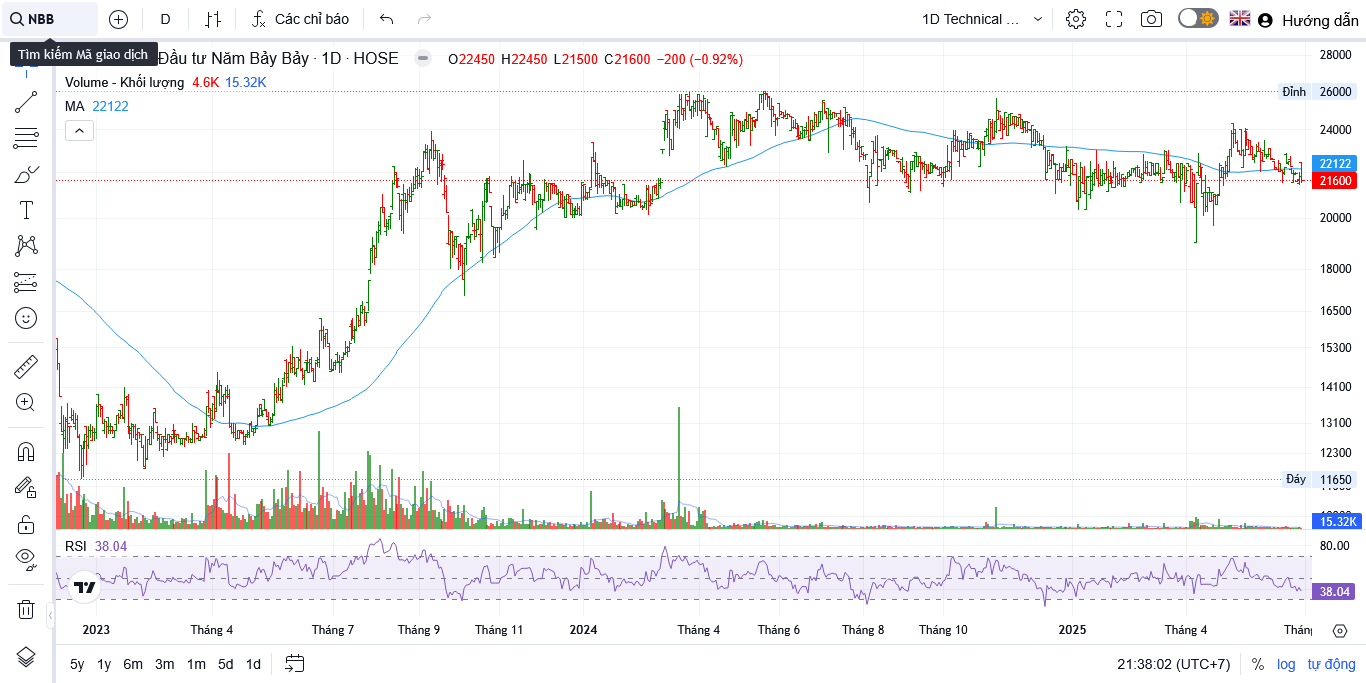 NBB
D
Các chỉ báo
1D Technical ...
Hướng dẫn
Tìm kiếm Mã giao dịch
Đầu tư Năm Bảy Bảy · 1D · HOSE
O22450 H22450 L21500 C21600 −200 (−0.92%)
Volume - Khối lượng 4.6K 15.32K
MA 22122
28000
Đỉnh 26000
24000
22122
21600
20000
18000
16500
15300
14100
13100
12300
Đáy 11650
15.32K
RSI 38.04
80.00
38.04
2023 Tháng 4 Tháng 7 Tháng 9 Tháng 11 2024 Tháng 4 Tháng 6 Tháng 8 Tháng 10 2025 Tháng 4
5y 1y 6m 3m 1m 5d 1d
21:38:02 (UTC+7) % log tự động